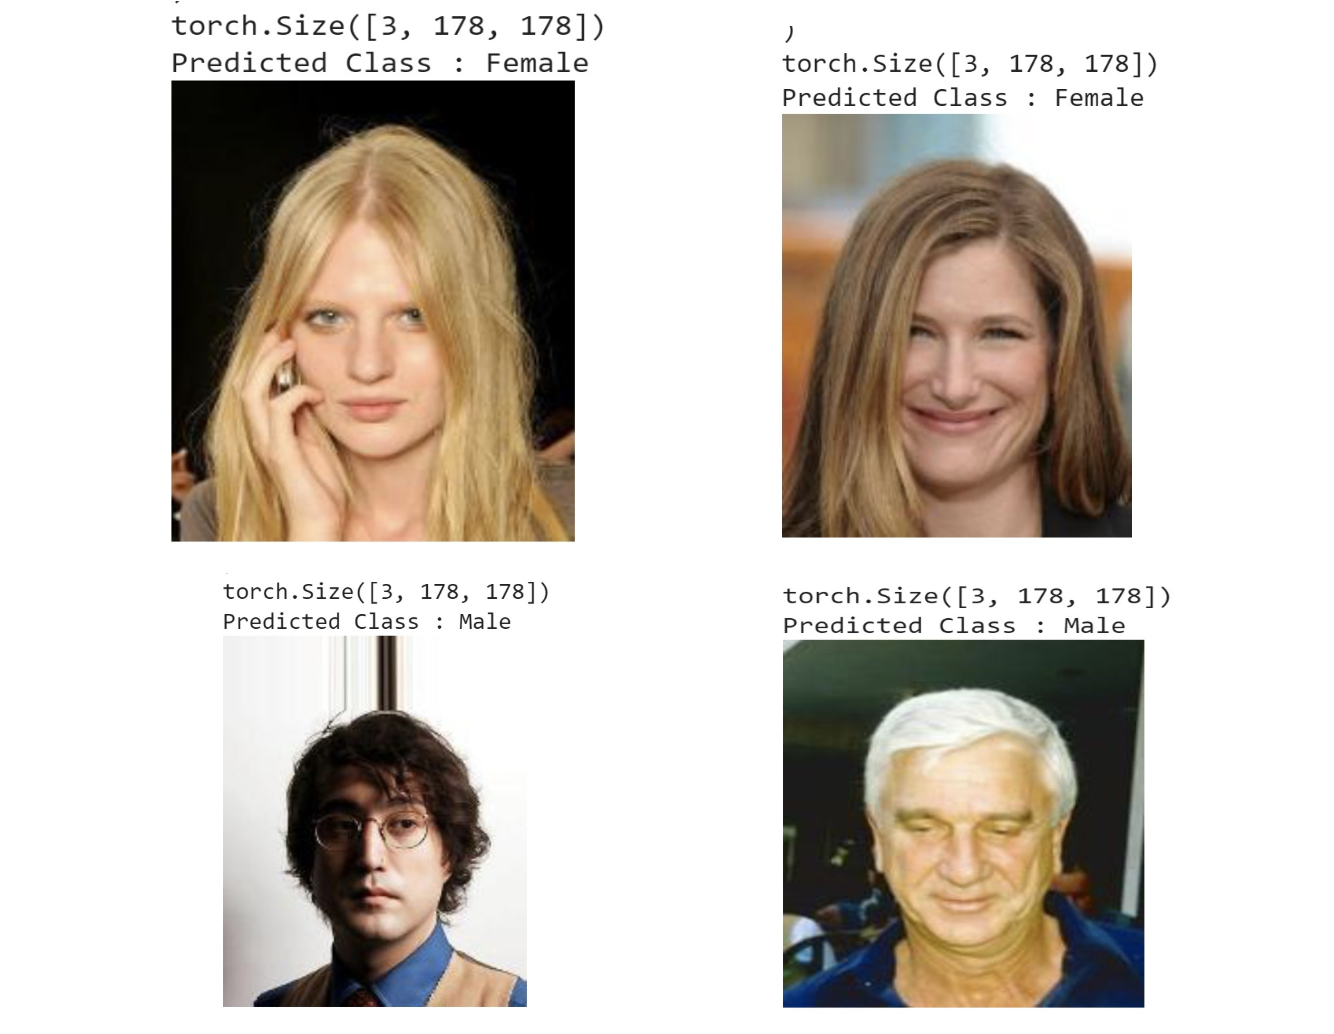 torch.Size([3, 178, 178])
Predicted Class : Female
)
torch.Size([3, 178, 178])
Predicted Class : Female
torch.Size([3, 178, 178])
Predicted Class : Male
torch.Size([3, 178, 178])
Predicted Class : Male